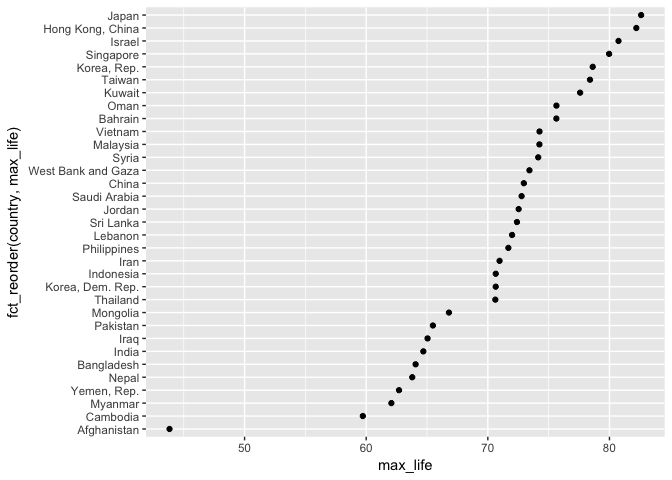 Japan
Hong Kong, China
Israel
Singapore
Korea, Rep.
Taiwan
Kuwait
Oman
Bahrain
Vietnam
Malaysia
Syria
West Bank and Gaza
China
Saudi Arabia
Jordan
Sri Lanka
Lebanon
Philippines
Iran
Indonesia
Korea, Dem. Rep.
Thailand
Mongolia
Pakistan
Iraq
India
Bangladesh
Nepal
Yemen, Rep.
Myanmar
Cambodia
Afghanistan
fct_reorder(country, max_life)
50 60 70 80
max_life